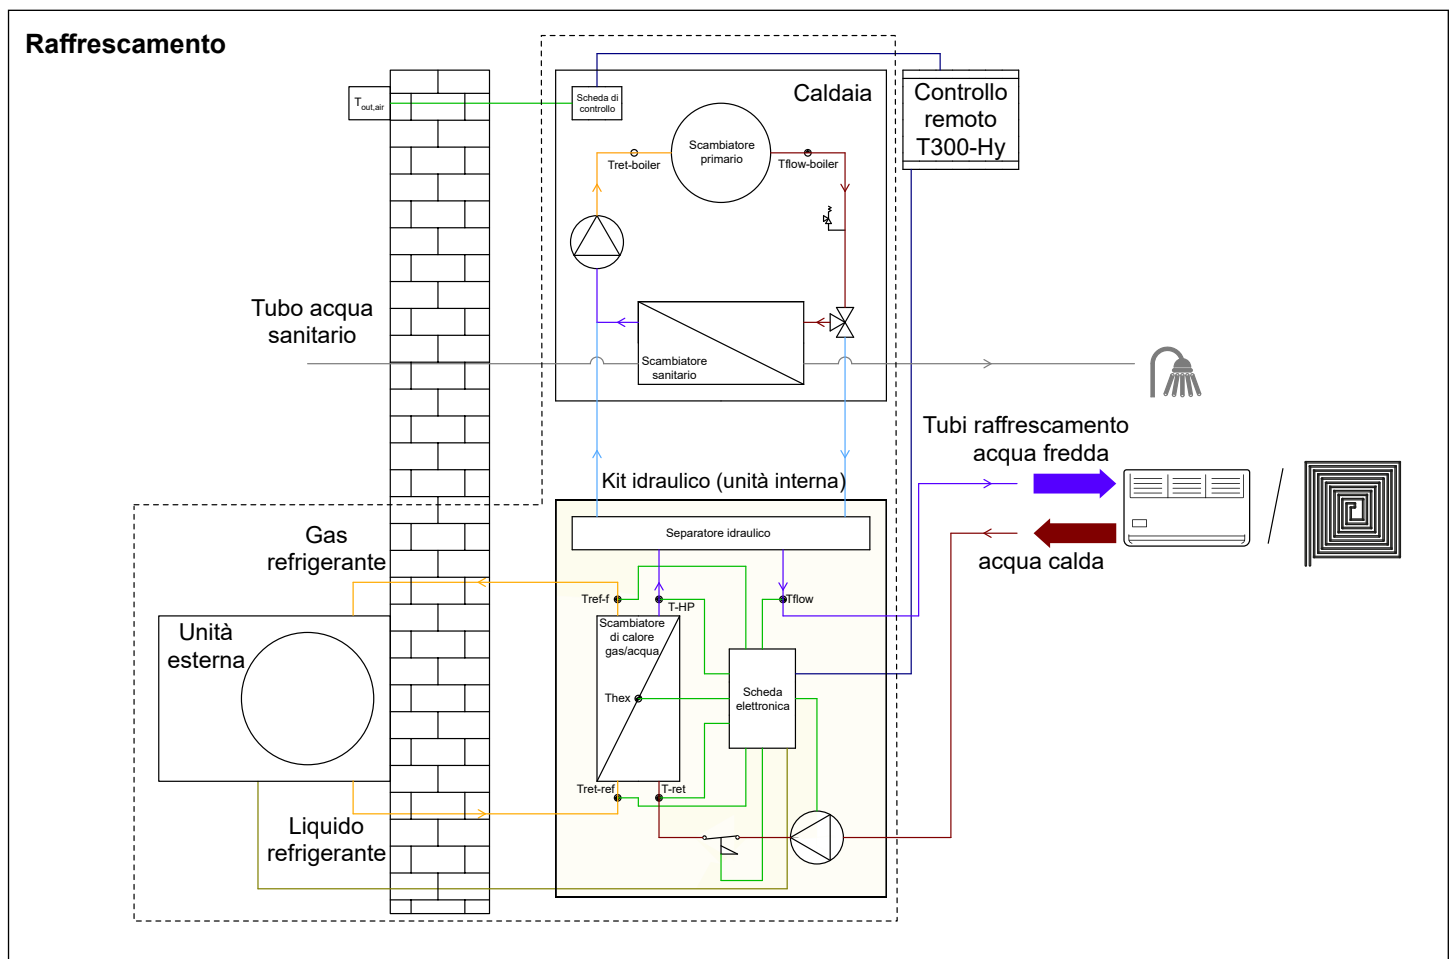 Raffrescamento
Tout,air
Scheda di
controllo
Caldaia
Controllo
remoto
T300-Hy
Scambiatore
primario
Tret-boiler
Tflow-boiler
Tubo acqua
sanitario
Scambiatore
sanitario
Tubi raffrescamento
acqua fredda
acqua calda
Kit idraulico (unità interna)
Separatore idraulico
Gas
refrigerante
Tref-f
T-HP
Tflow
Unità
esterna
Scambiatore
di calore
gas/acqua
Thex
Scheda
elettronica
Tret-ref
T-ret
Liquido
refrigerante